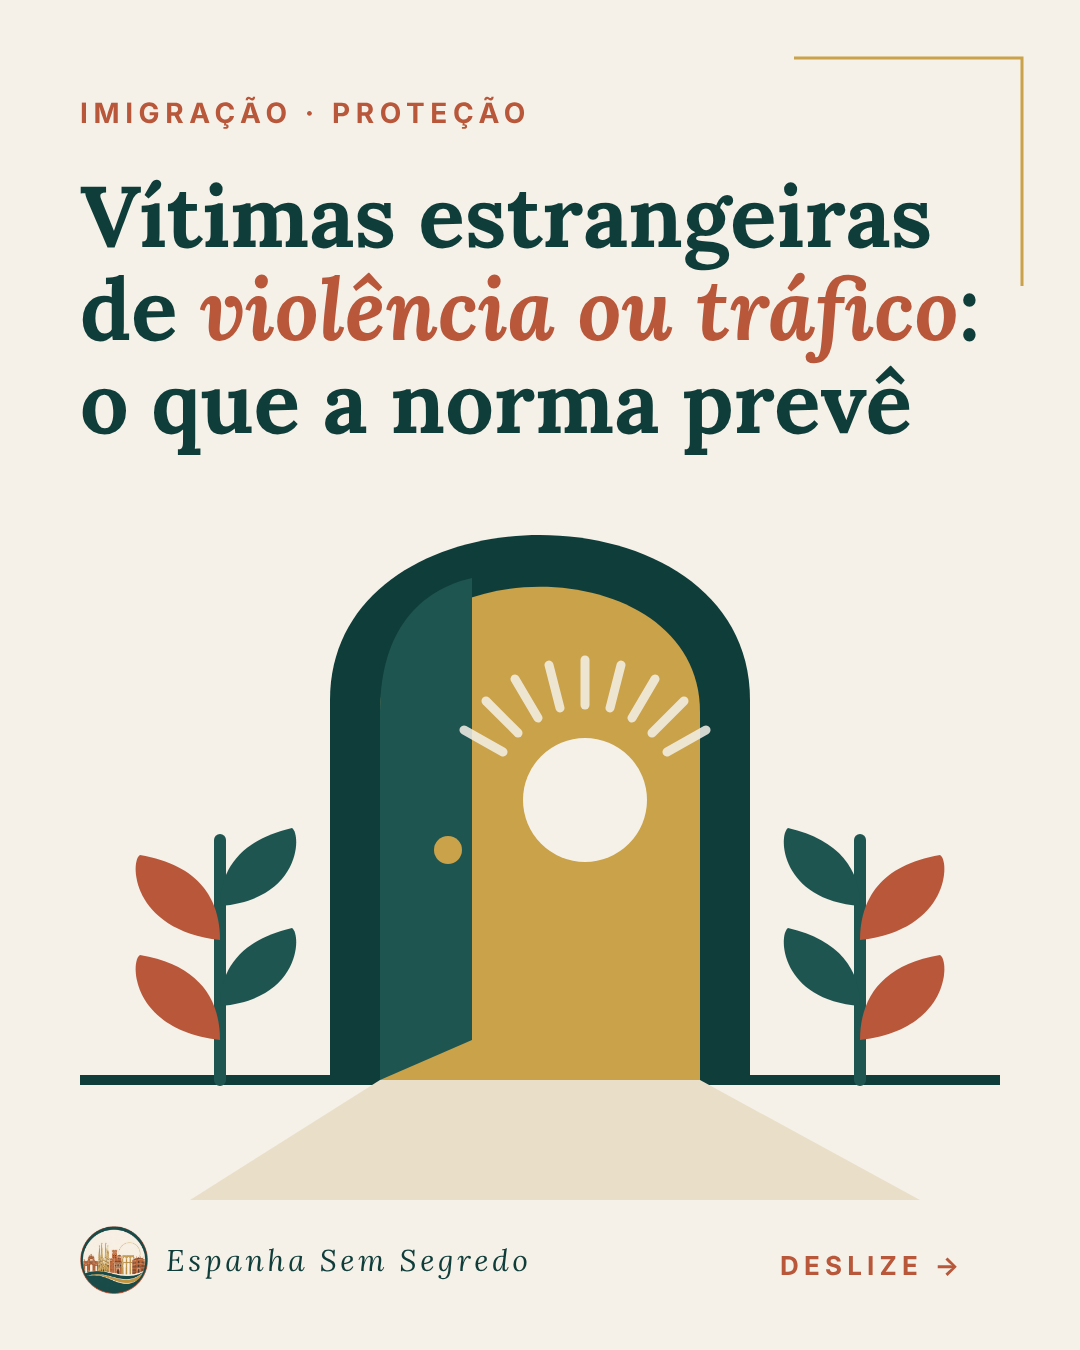 IMIGRAÇÃO · PROTEÇÃO
Vítimas estrangeiras
de violência ou tráfico:
o que a norma prevê
Espanha Sem Segredo
DESLIZE →